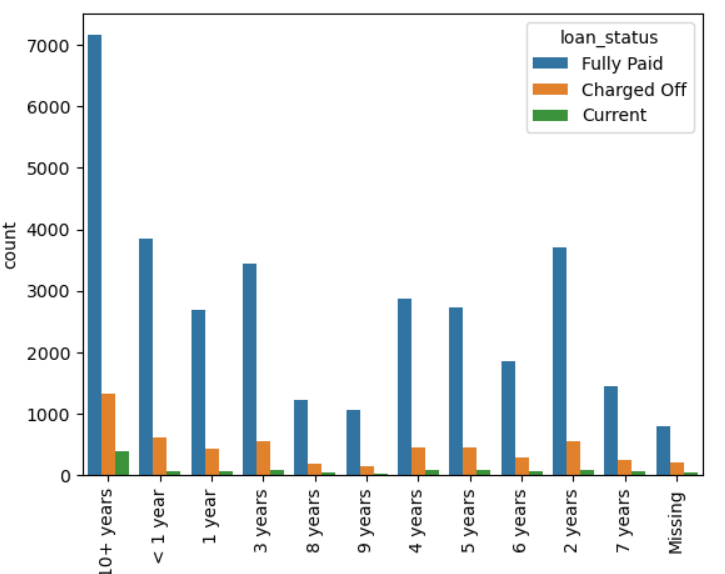 loan_status
Fully Paid
Charged Off
Current
count
7000
6000
5000
4000
3000
2000
1000
0
10+ years
< 1 year
1 year
3 years
8 years
9 years
4 years
5 years
6 years
2 years
7 years
Missing